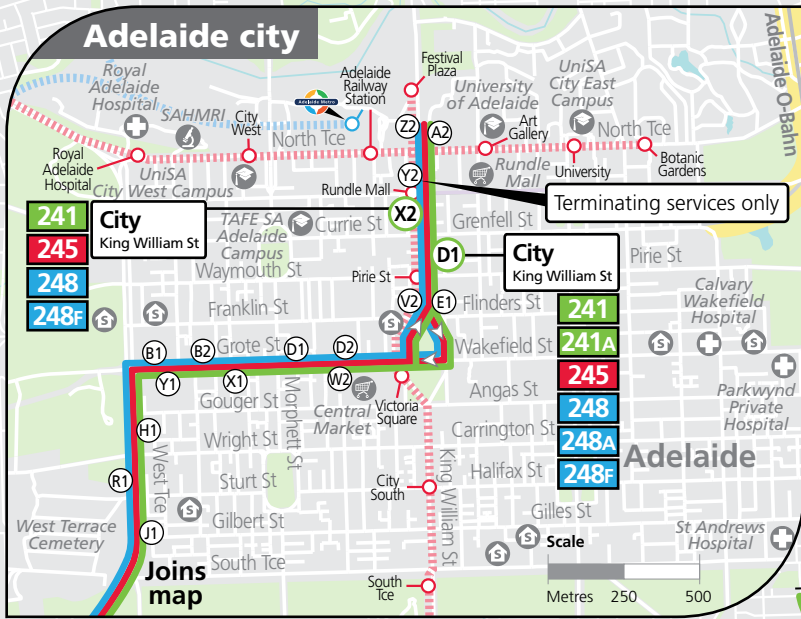 Adelaide city
Royal
Adelaide
Hospital
SAHMRI
City
West
Adelaide Metro
Adelaide
Railway
Station
Festival
Plaza
University
of Adelaide
UniSA
City East
Campus
Adelaide O-Bahn
Z2
A2
Art
Gallery
North Tce
North Tce
Royal
Adelaide
Hospital
UniSA
City West Campus
Rundle Mall
Y2
Rundle
Mall
University
Botanic
Gardens
Terminating services only
241
245
248
248F
City
King William St
X2
TAFE SA
Adelaide
Campus
Currie St
Grenfell St
Waymouth St
Pirie St
D1
City
King William St
Pirie St
Franklin St
V2
E1
Flinders St
Calvary
Wakefield
Hospital
241
241A
245
248
248A
248F
B1
B2
Grote St
D1
D2
Wakefield St
Y1
X1
W2
Gouger St
Morphett St
Central
Market
Victoria
Square
Angas St
Parkwynd
Private
Hospital
H1
West Tce
Wright St
Carrington St
Adelaide
R1
Sturt St
City
South
King William St
Halifax St
West Terrace
Cemetery
J1
Gilbert St
Gilles St
St Andrews
Hospital
South Tce
Joins
map
South
Tce
Scale
Metres 250 500
S
S
S
S
S
S
S
S